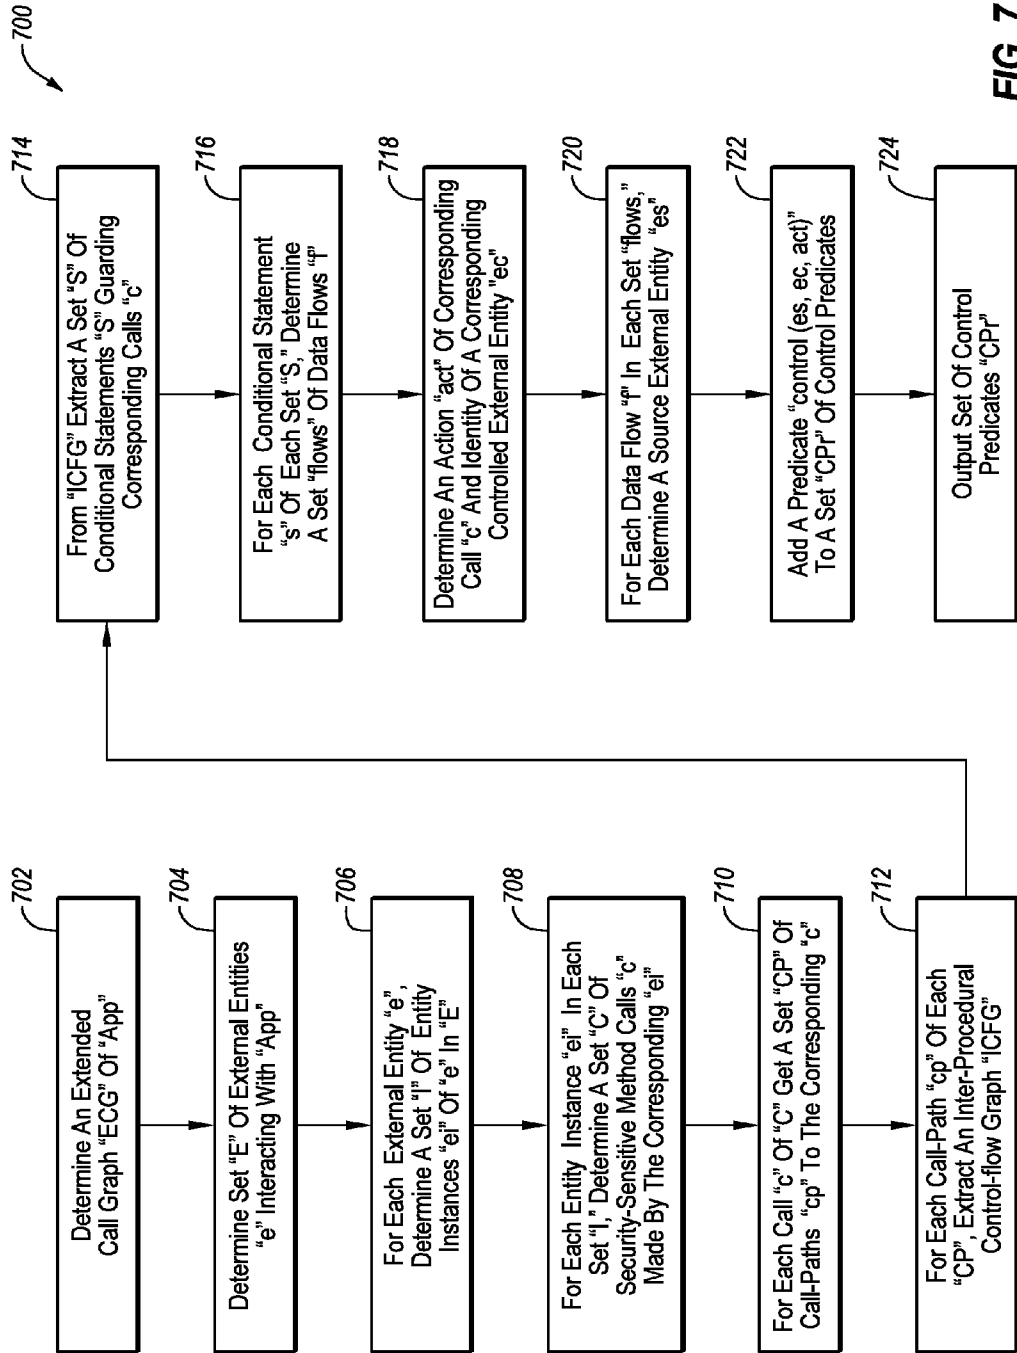 700
702
Determine An Extended
Call Graph “ECG” Of “App”
704
Determine Set “E” Of External Entities
“e” Interacting With “App”
706
For Each External Entity “e”,
Determine A Set “I” Of Entity
Instances “ei” Of “e” In “E”
708
For Each Entity Instance “ei” In Each
Set “I,” Determine A Set “C” Of
Security-Sensitive Method Calls “c”
Made By The Corresponding “ei”
710
For Each Call “c” Of “C” Get A Set “CP” Of
Call-Paths “cp” To The Corresponding “c”
712
For Each Call-Path “cp” Of Each
“CP”, Extract An Inter-Procedural
Control-flow Graph “ICFG”
714
From “ICFG” Extract A Set “S” Of
Conditional Statements “S” Guarding
Corresponding Calls “c”
716
For Each Conditional Statement
“s” Of Each Set “S,” Determine
A Set “flows” Of Data Flows “f”
718
Determine An Action “act” Of Corresponding
Call “c” And Identity Of A Corresponding
Controlled External Entity “ec”
720
For Each Data Flow “f” In Each Set “flows,”
Determine A Source External Entity “es”
722
Add A Predicate “control (es, ec, act)”
To A Set “CPr” Of Control Predicates
724
Output Set Of Control
Predicates “CPr”
FIG. 7